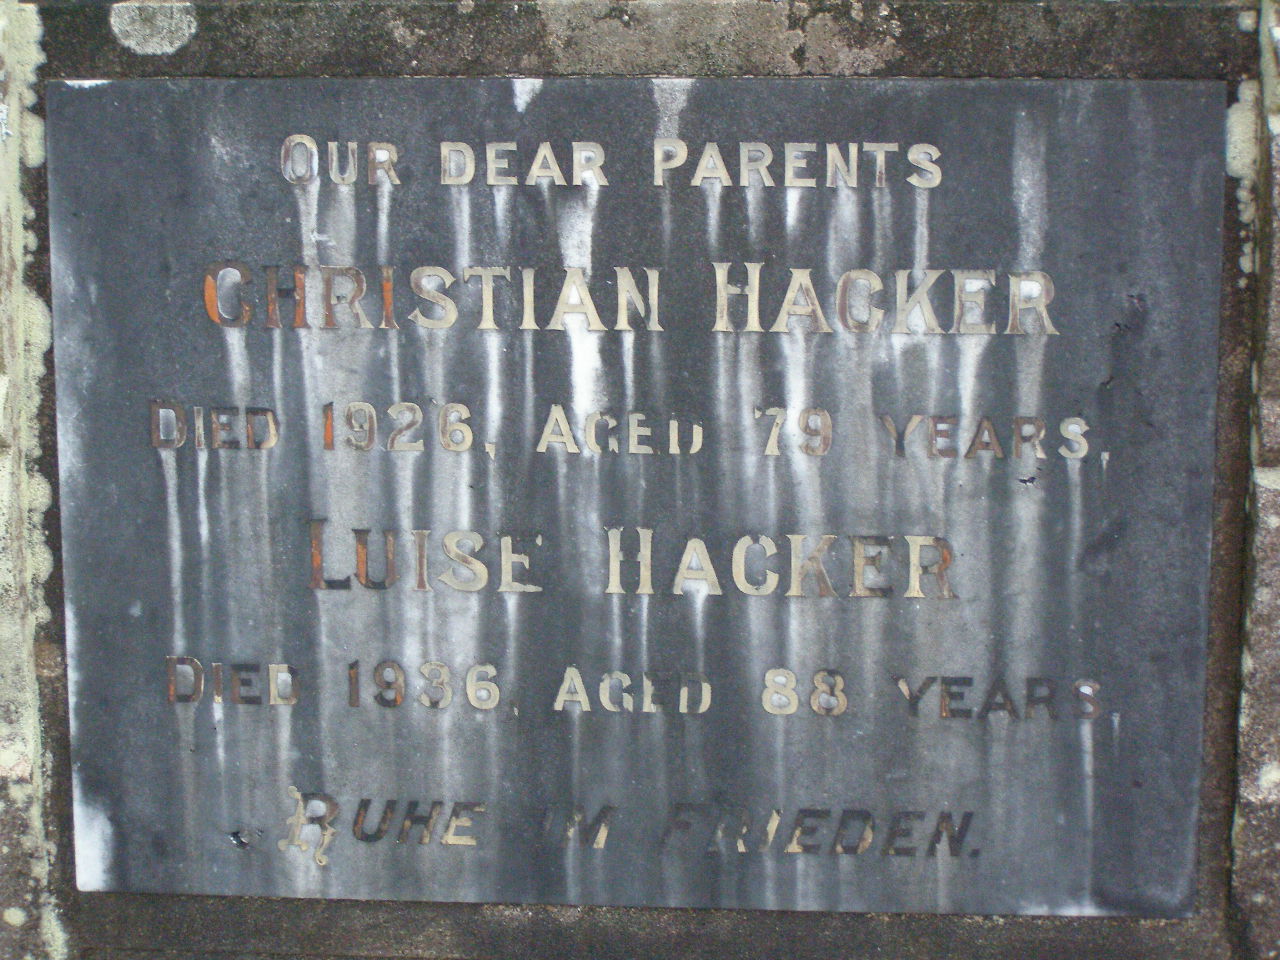 OUR DEAR PARENTS
CHRISTIAN HACKER
DIED 1926, AGED 79 YEARS,
LUISE HACKER
DIED 1936, AGED 88 YEARS.
RUHE IM FRIEDEN.